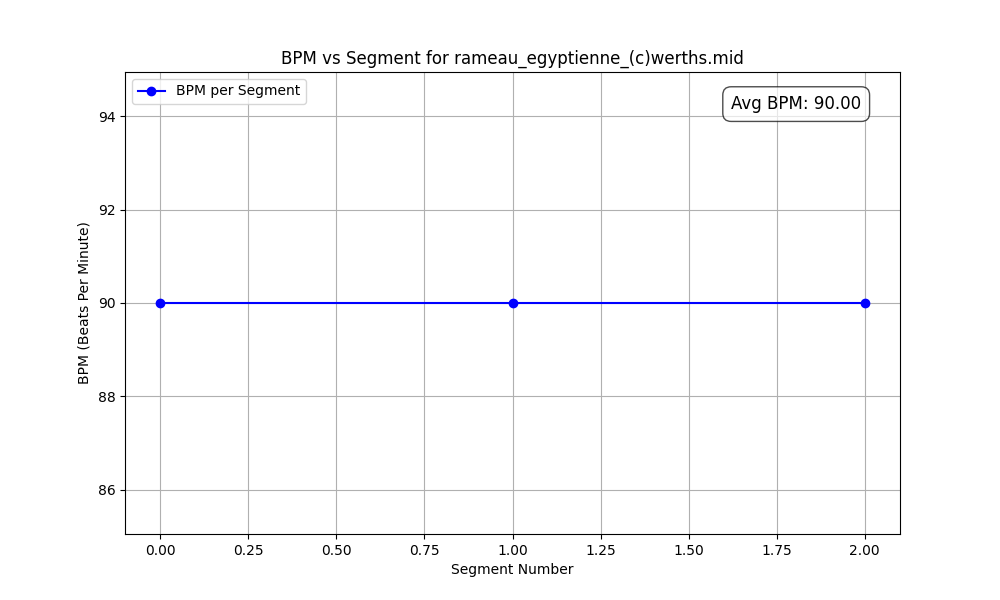 BPM vs Segment for rameau_egyptienne_(c)werths.mid
BPM per Segment
Avg BPM: 90.00
94
92
90
88
86
BPM (Beats Per Minute)
0.00 0.25 0.50 0.75 1.00 1.25 1.50 1.75 2.00
Segment Number